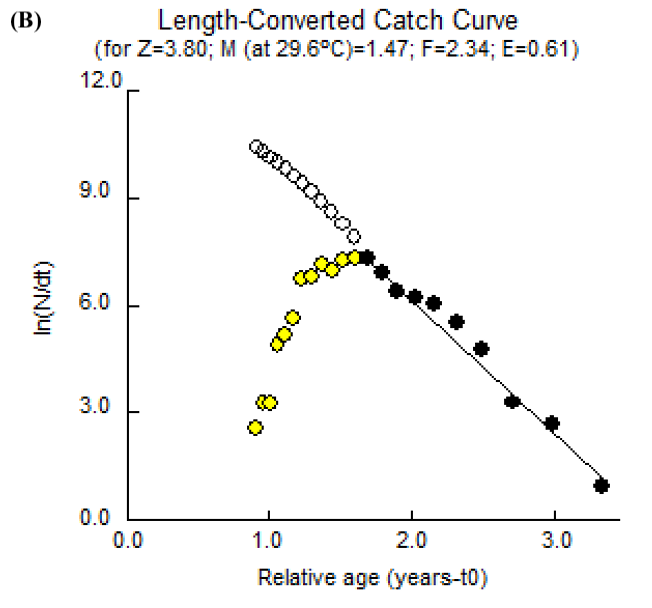 (B) Length-Converted Catch Curve
(for Z=3.80; M (at 29.6ºC)=1.47; F=2.34; E=0.61)
12.0
9.0
6.0
3.0
0.0
ln(N/dt)
0.0 1.0 2.0 3.0
Relative age (years-t0)